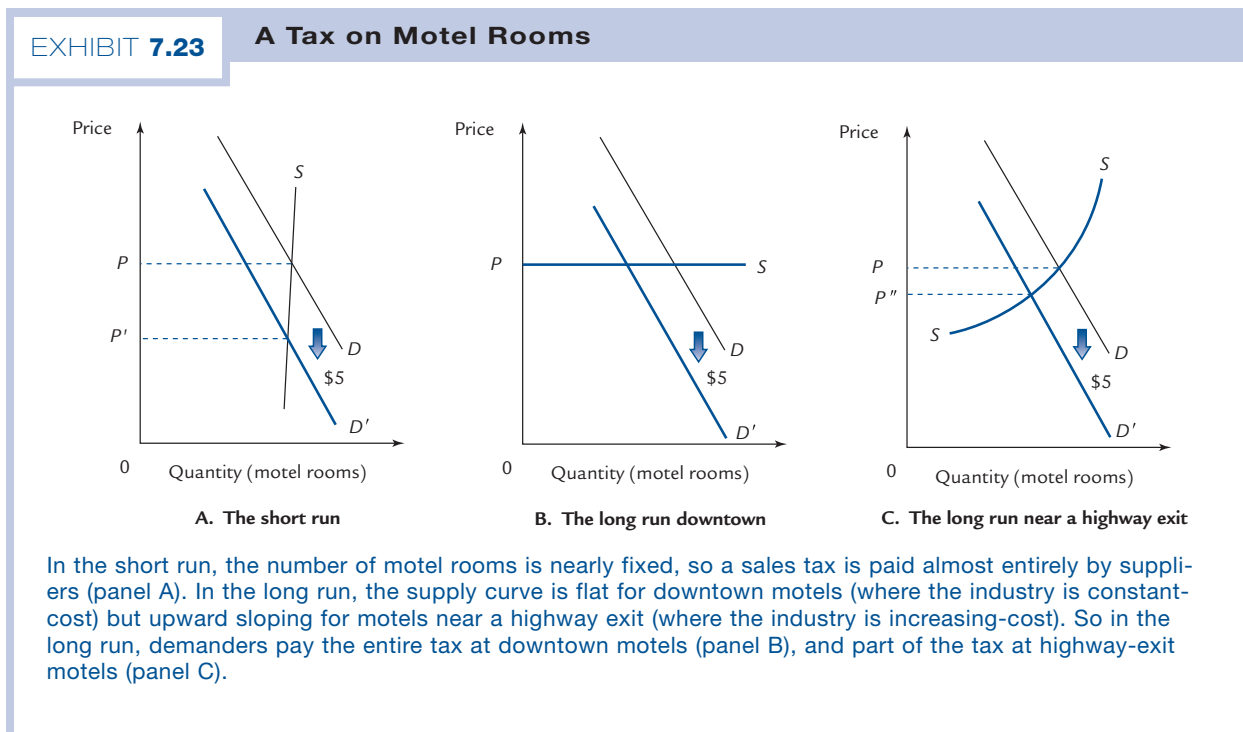 EXHIBIT 7.23
A Tax on Motel Rooms
Price
S
P
P'
D
$5
D'
0
Quantity (motel rooms)
A. The short run
Price
P
S
D
$5
D'
0
Quantity (motel rooms)
B. The long run downtown
Price
S
P
P"
S
D
$5
D'
0
Quantity (motel rooms)
C. The long run near a highway exit
In the short run, the number of motel rooms is nearly fixed, so a sales tax is paid almost entirely by suppli-
ers (panel A). In the long run, the supply curve is flat for downtown motels (where the industry is constant-
cost) but upward sloping for motels near a highway exit (where the industry is increasing-cost). So in the
long run, demanders pay the entire tax at downtown motels (panel B), and part of the tax at highway-exit
motels (panel C).